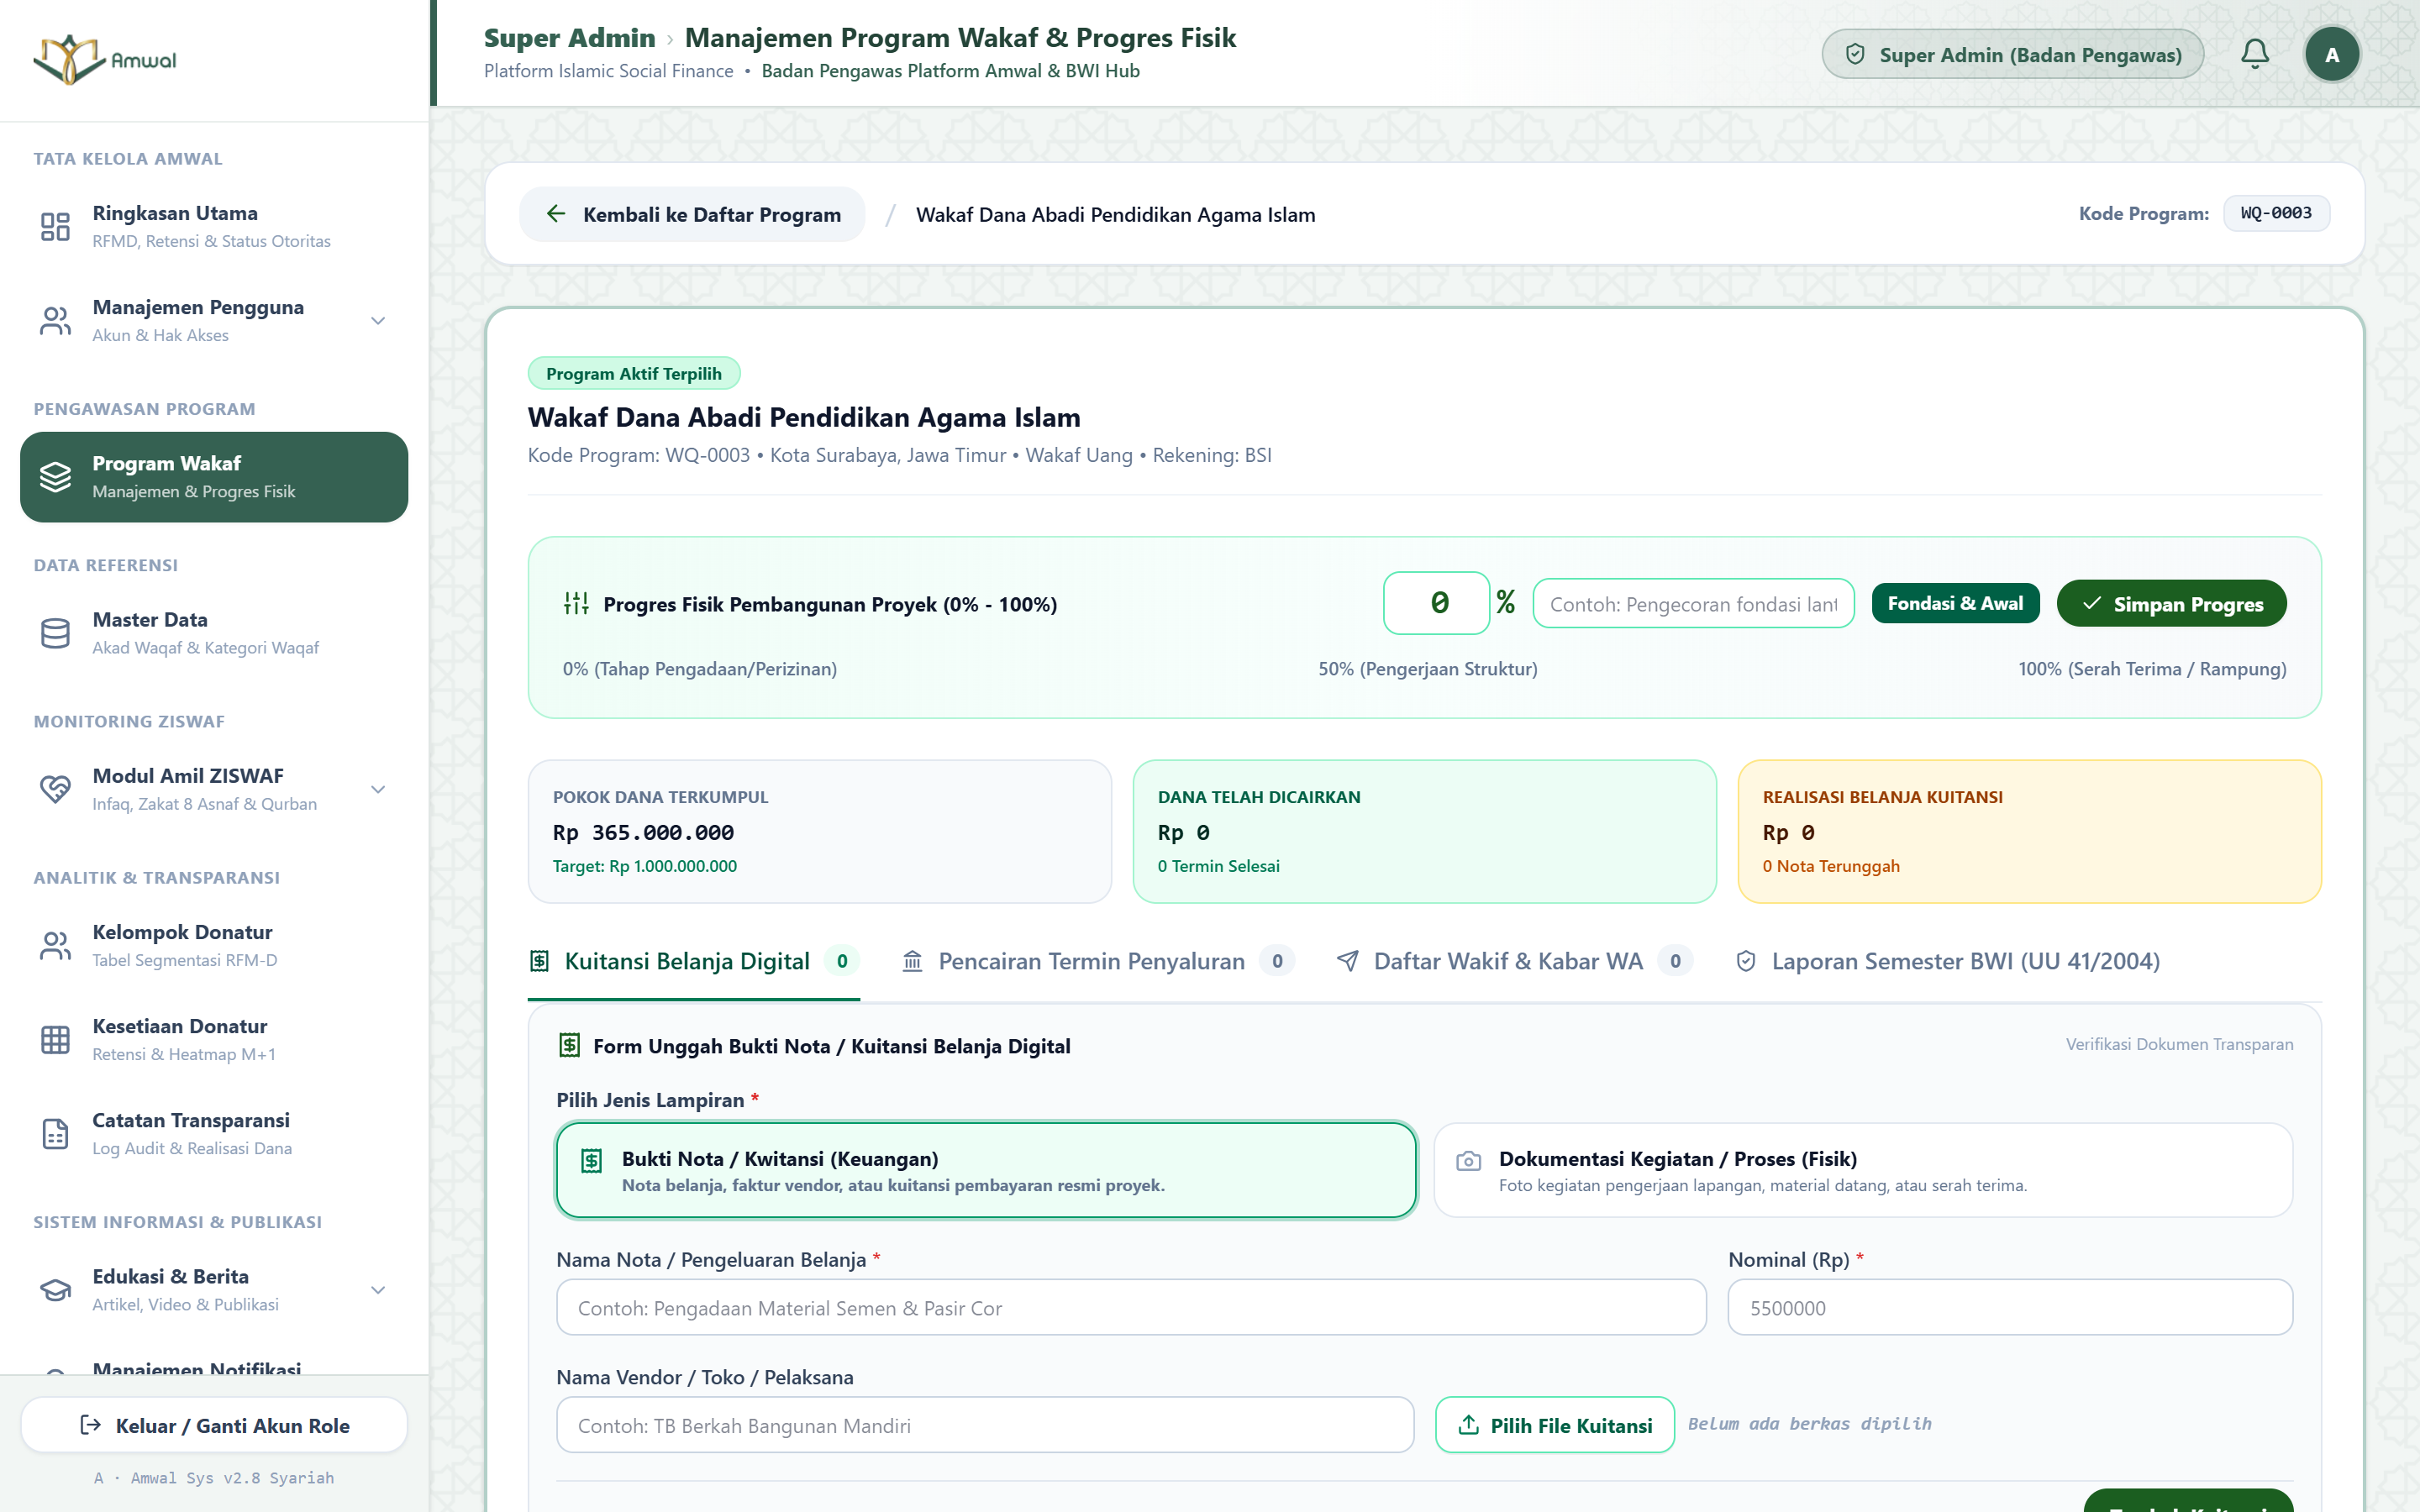 Amwal
Super Admin › Manajemen Program Wakaf & Progres Fisik
Platform Islamic Social Finance • Badan Pengawas Platform Amwal & BWI Hub
Super Admin (Badan Pengawas)
A
TATA KELOLA AMWAL
Ringkasan Utama
RFMD, Retensi & Status Otoritas
Manajemen Pengguna
Akun & Hak Akses
PENGAWASAN PROGRAM
Program Wakaf
Manajemen & Progres Fisik
DATA REFERENSI
Master Data
Akad Waqaf & Kategori Waqaf
MONITORING ZISWAF
Modul Amil ZISWAF
Infaq, Zakat 8 Asnaf & Qurban
ANALITIK & TRANSPARANSI
Kelompok Donatur
Tabel Segmentasi RFM-D
Kesetiaan Donatur
Retensi & Heatmap M+1
Catatan Transparansi
Log Audit & Realisasi Dana
SISTEM INFORMASI & PUBLIKASI
Edukasi & Berita
Artikel, Video & Publikasi
Manajemen Notifikasi
Keluar / Ganti Akun Role
A · Amwal Sys v2.8 Syariah
Kembali ke Daftar Program / Wakaf Dana Abadi Pendidikan Agama Islam
Kode Program: WQ-0003
Program Aktif Terpilih
Wakaf Dana Abadi Pendidikan Agama Islam
Kode Program: WQ-0003 • Kota Surabaya, Jawa Timur • Wakaf Uang • Rekening: BSI
Progres Fisik Pembangunan Proyek (0% - 100%)
0 %
Contoh: Pengecoran fondasi lant
Fondasi & Awal
Simpan Progres
0% (Tahap Pengadaan/Perizinan)
50% (Pengerjaan Struktur)
100% (Serah Terima / Rampung)
POKOK DANA TERKUMPUL
Rp 365.000.000
Target: Rp 1.000.000.000
DANA TELAH DICAIRKAN
Rp 0
0 Termin Selesai
REALISASI BELANJA KUITANSI
Rp 0
0 Nota Terunggah
Kuitansi Belanja Digital 0
Pencairan Termin Penyaluran 0
Daftar Wakif & Kabar WA 0
Laporan Semester BWI (UU 41/2004)
Form Unggah Bukti Nota / Kuitansi Belanja Digital
Verifikasi Dokumen Transparan
Pilih Jenis Lampiran *
Bukti Nota / Kwitansi (Keuangan)
Nota belanja, faktur vendor, atau kuitansi pembayaran resmi proyek.
Dokumentasi Kegiatan / Proses (Fisik)
Foto kegiatan pengerjaan lapangan, material datang, atau serah terima.
Nama Nota / Pengeluaran Belanja *
Contoh: Pengadaan Material Semen & Pasir Cor
Nominal (Rp) *
5500000
Nama Vendor / Toko / Pelaksana
Contoh: TB Berkah Bangunan Mandiri
Pilih File Kuitansi
Belum ada berkas dipilih